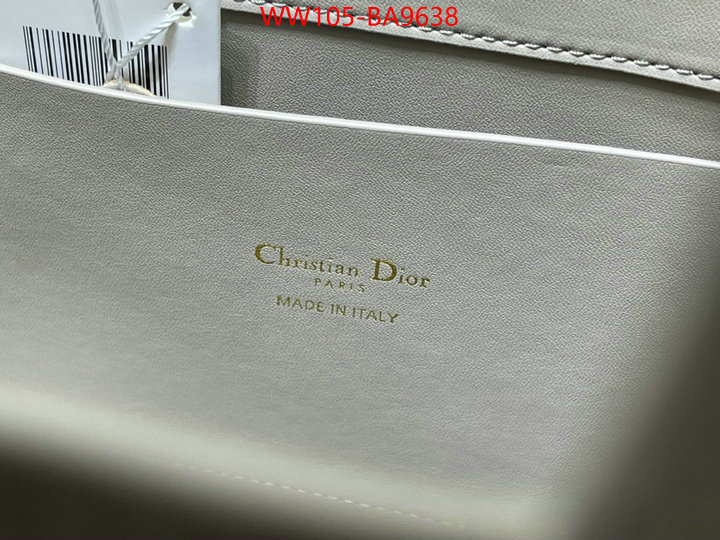 WW105-BA9638
Christian Dior
PARIS
MADE IN ITALY